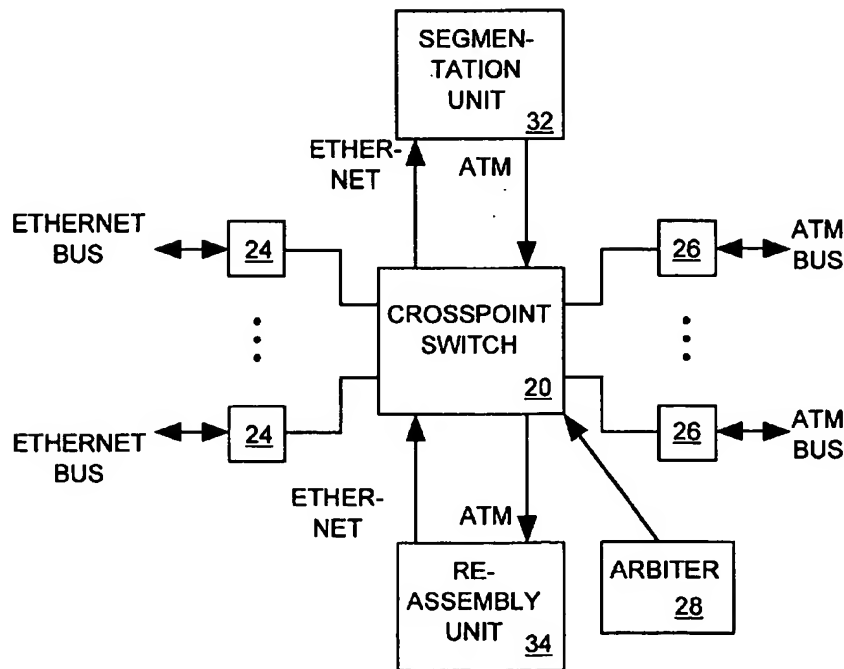 SEGMEN-
TATION
UNIT
32
ETHER-
NET
ATM
ETHERNET
BUS
24
26
ATM
BUS
CROSSPOINT
SWITCH
20
ETHERNET
BUS
24
26
ATM
BUS
ETHER-
NET
ATM
RE-
ASSEMBLY
UNIT
34
ARBITER
28